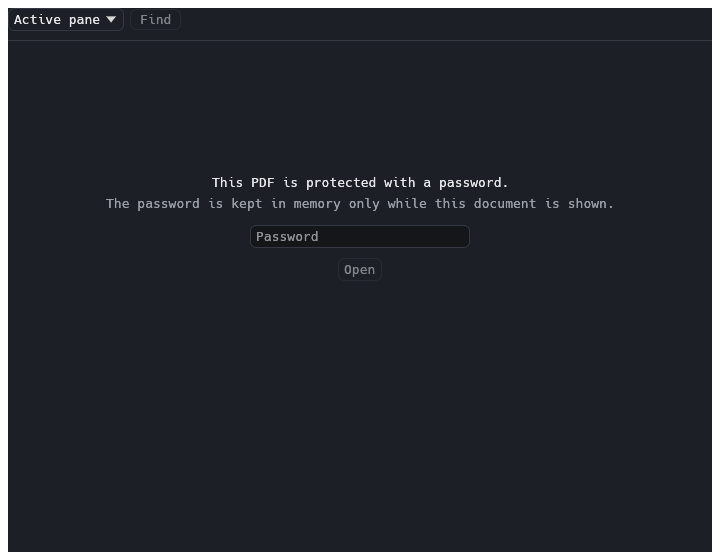 Active pane
Find
This PDF is protected with a password.
The password is kept in memory only while this document is shown.
Password
Open